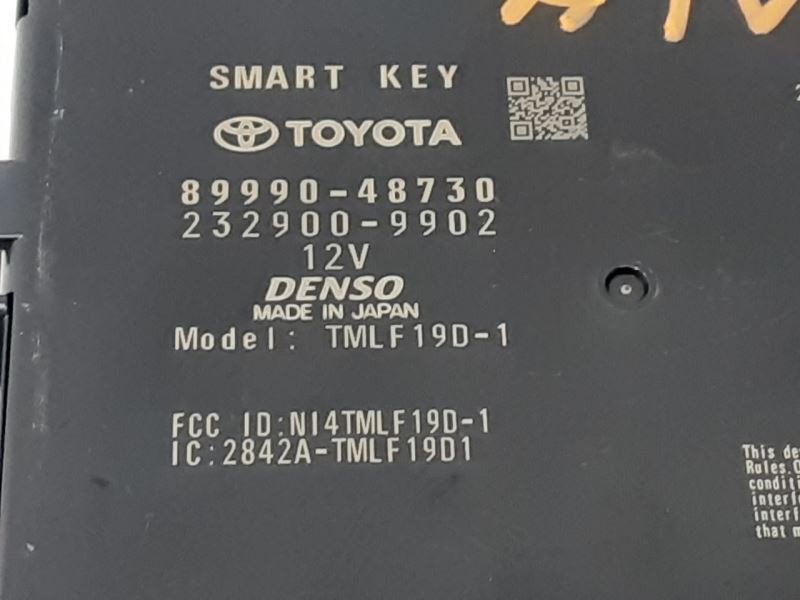 SMART KEY
TOYOTA
89990-48730
232900-9902
12V
DENSO
MADE IN JAPAN
Model: TMLF19D-1
FCC ID:NI4TMLF19D-1
IC:2842A-TMLF19D1
This
Rules.
interf
interf
that